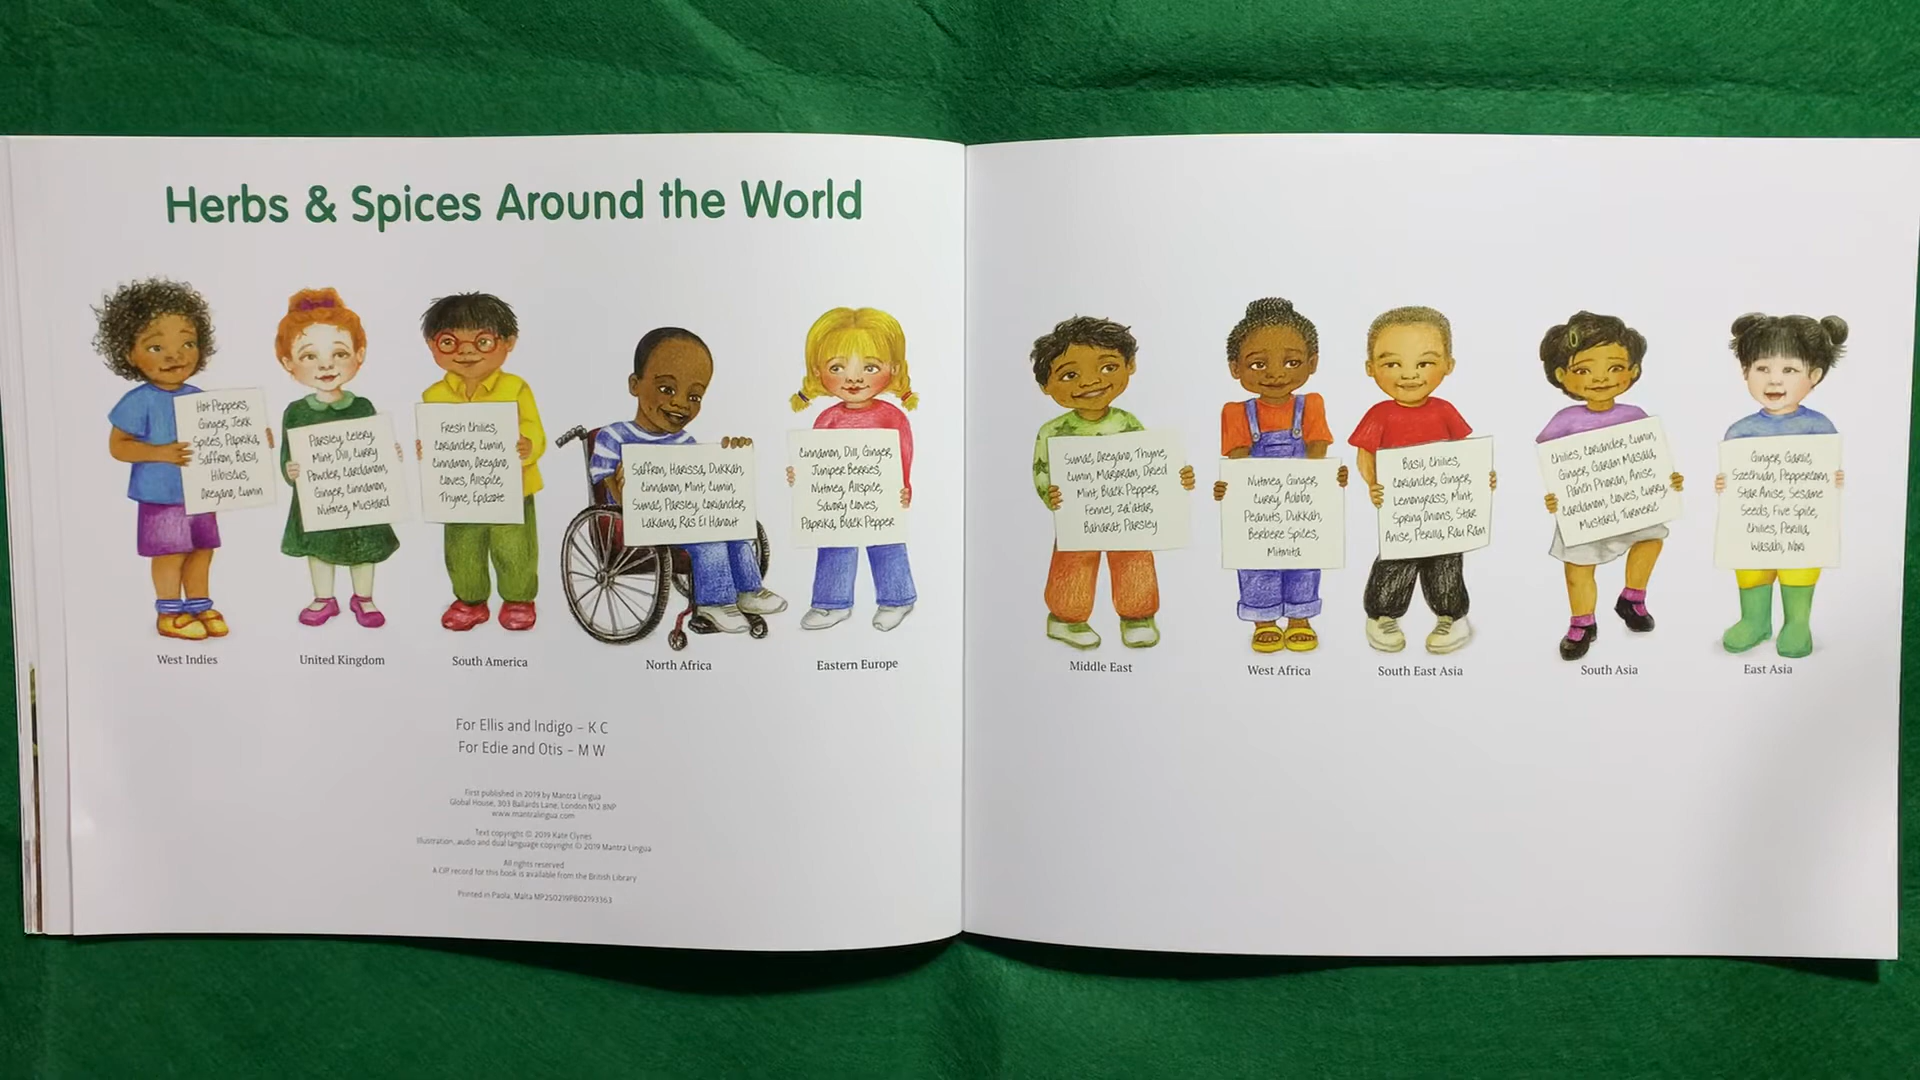 Herbs & Spices Around the World
Hot Peppers,
Ginger, Jerk
Spices, Paprika,
Saffron, Basil,
Hibiscus,
Oregano, Cumin
West Indies
Parsley, Celery,
Mint, Dill, Curry
Powder, Cardamom,
Ginger, Cinnamon,
Nutmeg, Mustard
United Kingdom
Fresh Chilies,
Coriander, Cumin,
Cinnamon, Oregano,
Cloves, Allspice,
Thyme, Epazote
South America
Saffron, Harissa, Dukkah,
Cinnamon, Mint, Cumin,
Sumac, Parsley, Coriander,
Lakama, Ras El Hanout
North Africa
Cinnamon, Dill, Ginger,
Juniper Berries,
Nutmeg, Allspice,
Savory Cloves,
Paprika, Black Pepper
Eastern Europe
For Ellis and Indigo – K C
For Edie and Otis – M W
First published in 2019 by Mantra Lingua
Global House, 303 Ballards Lane, London N12 8NP
www.mantralingua.com
Text copyright © 2019 Kate Clynes
Illustration, audio and dual language copyright © 2019 Mantra Lingua
All rights reserved
A CIP record for this book is available from the British Library
Printed in Paola, Malta MP250219PB02193363
Sumac, Oregano, Thyme,
Cumin, Marjoram, Dried
Mint, Black Pepper,
Fennel, Za'atar,
Baharat, Parsley
Middle East
Nutmeg, Ginger,
Curry, Adobo,
Peanuts, Dukkah,
Berbere Spices,
Mitmita
West Africa
Basil, Chilies,
Coriander, Ginger,
Lemongrass, Mint,
Spring Onions, Star
Anise, Perilla, Rau Ram
South East Asia
Chilies, Coriander, Cumin,
Ginger, Garam Masala,
Panch Phoran, Anise,
Cardamom, Cloves, Curry,
Mustard, Turmeric
South Asia
Ginger, Garlic,
Szechuan, Peppercorn,
Star Anise, Sesame
Seeds, Five Spice,
Chilies, Perilla,
Wasabi, Nori
East Asia